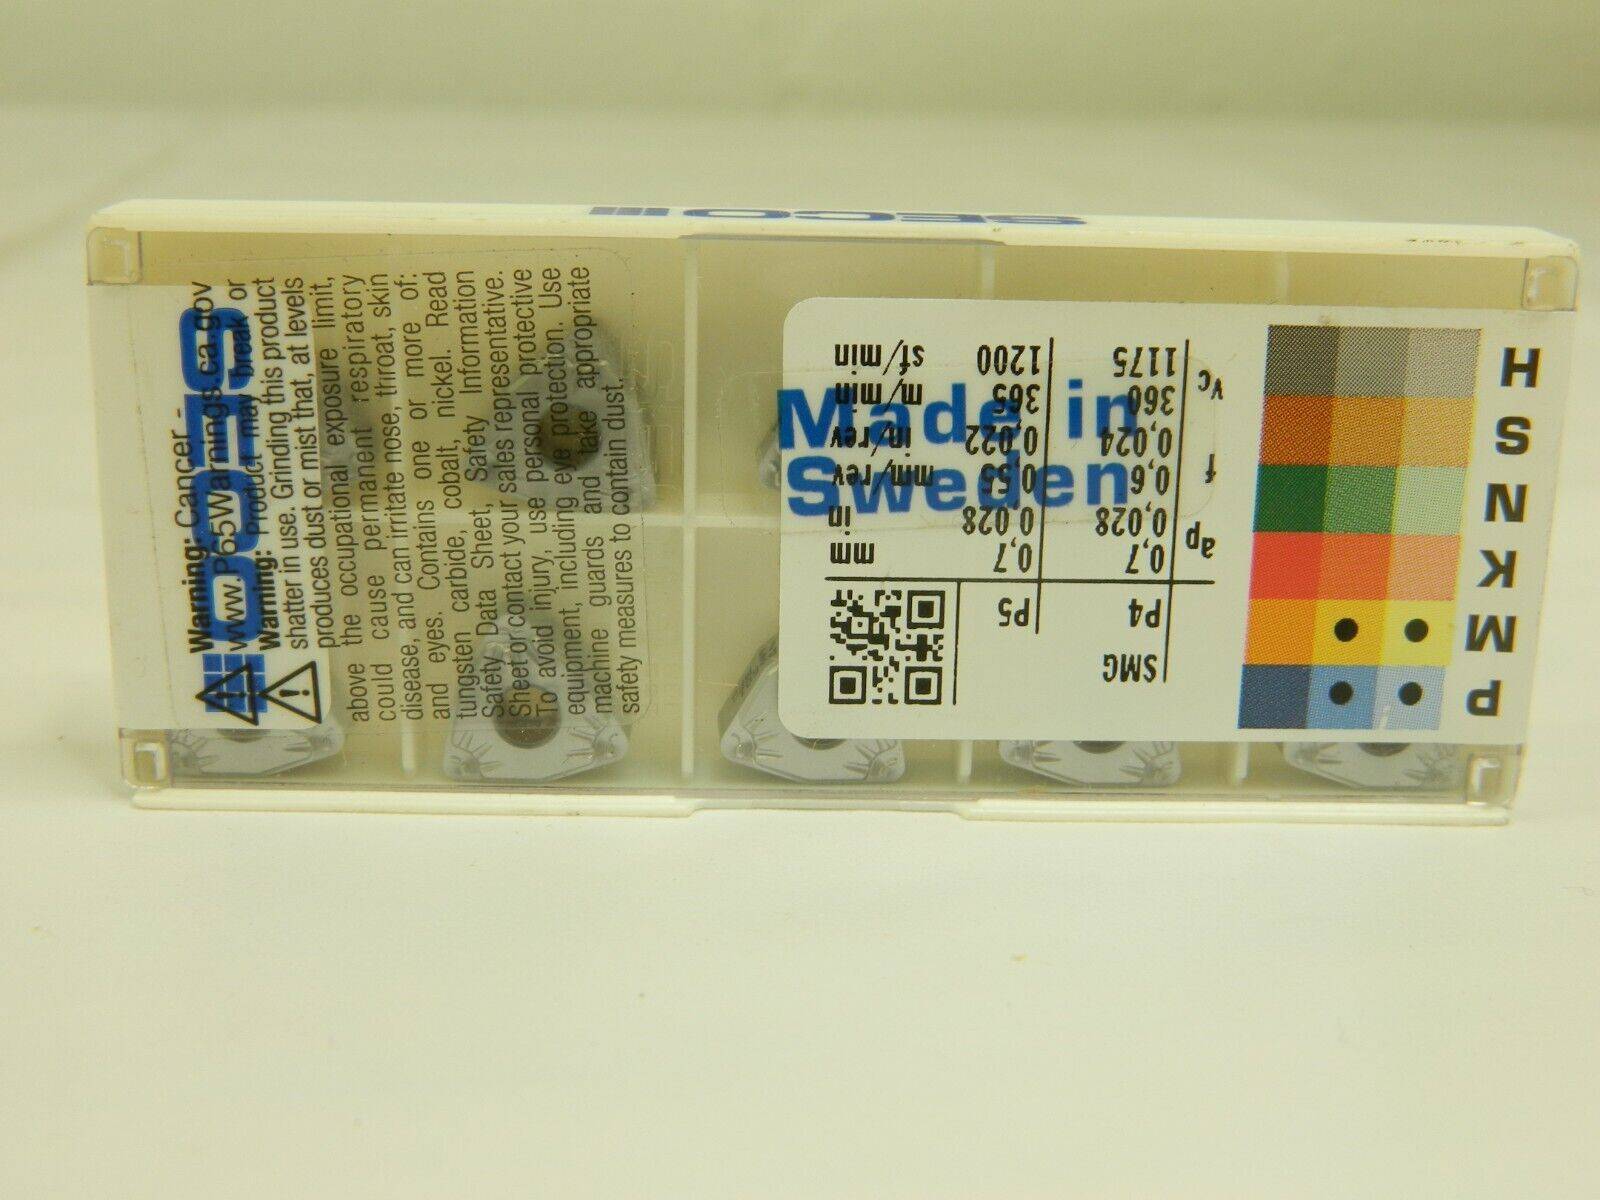 SECO
SECO
Warning: Cancer -
www.P65Warnings.ca.gov
Warning: Product may break or
shatter in use. Grinding this product
produces dust or mist that, at levels
above the occupational exposure limit,
could cause permanent respiratory
disease, and can irritate nose, throat, skin
and eyes. Contains one or more of:
tungsten carbide, cobalt, nickel. Read
Safety Data Sheet, Safety Information
Sheet or contact your sales representative.
To avoid injury, use personal protective
equipment, including eye protection. Use
machine guards and take appropriate
safety measures to contain dust.
Made in
Sweden
P M K N S H
SMG P4 P5
ap 0,7 0,7 mm
0,028 0,028 in
f 0,6 0,55 mm/rev
0,024 0,022 in/rev
vc 360 365 m/min
1175 1200 sf/min